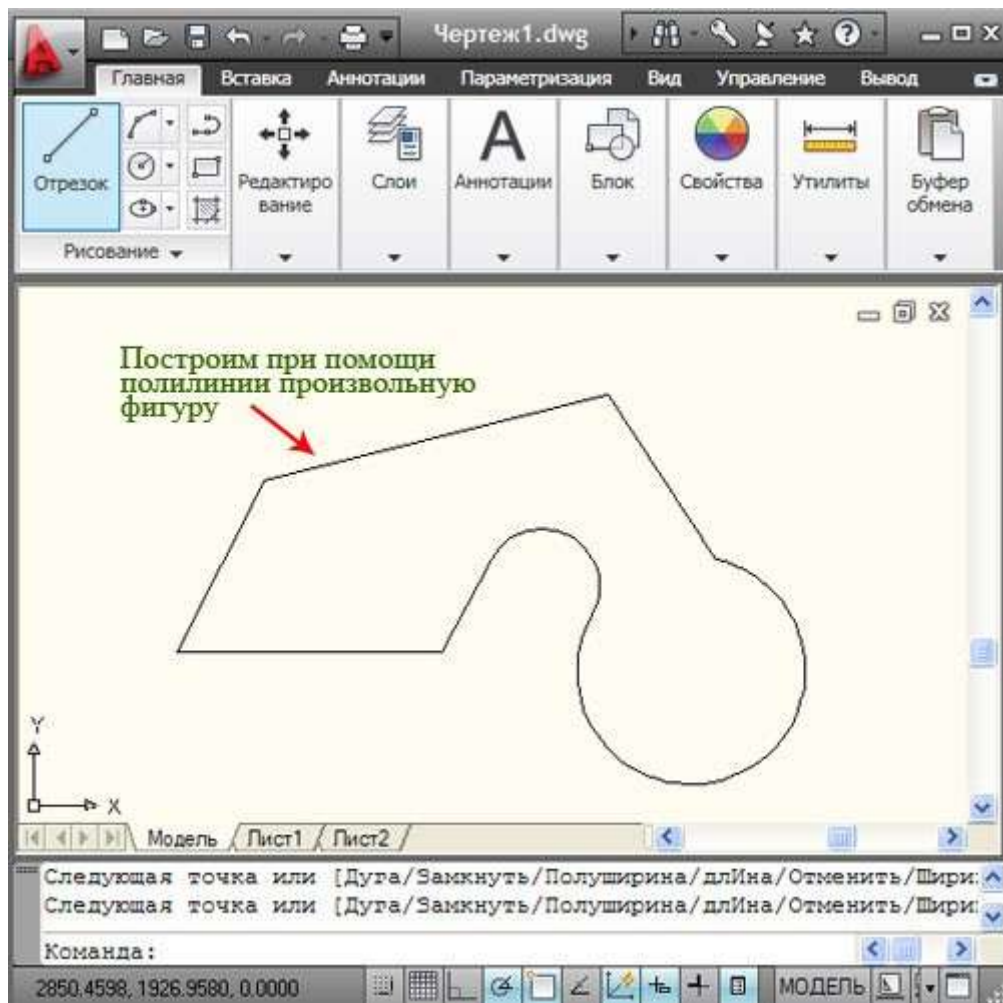 Чертеж1.dwg
Главная Вставка Аннотации Параметризация Вид Управление Вывод
Отрезок
Редактиро
вание
Слои
Аннотации
Блок
Свойства
Утилиты
Буфер
обмена
Рисование
Построим при помощи
полилинии произвольную
фигуру
Y
X
Модель Лист1 Лист2
Следующая точка или [Дуга/Замкнуть/Полуширина/длИна/Отменить/Шири
Следующая точка или [Дуга/Замкнуть/Полуширина/длИна/Отменить/Шири
Команда:
2850.4598, 1926.9580, 0.0000 МОДЕЛЬ